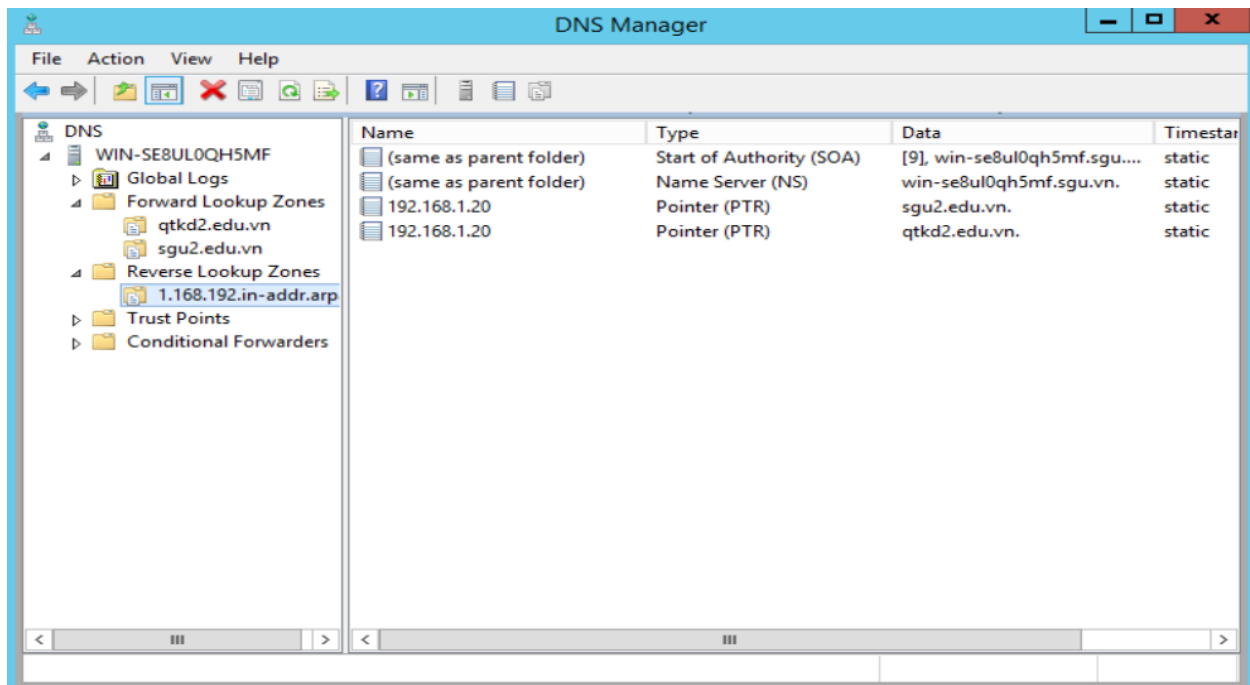 DNS Manager
File Action View Help
DNS
WIN-SE8UL0QH5MF
Global Logs
Forward Lookup Zones
qtkd2.edu.vn
sgu2.edu.vn
Reverse Lookup Zones
1.168.192.in-addr.arp
Trust Points
Conditional Forwarders
Name Type Data Timestar
(same as parent folder) Start of Authority (SOA) [9], win-se8ul0qh5mf.sgu.... static
(same as parent folder) Name Server (NS) win-se8ul0qh5mf.sgu.vn. static
192.168.1.20 Pointer (PTR) sgu2.edu.vn. static
192.168.1.20 Pointer (PTR) qtkd2.edu.vn. static